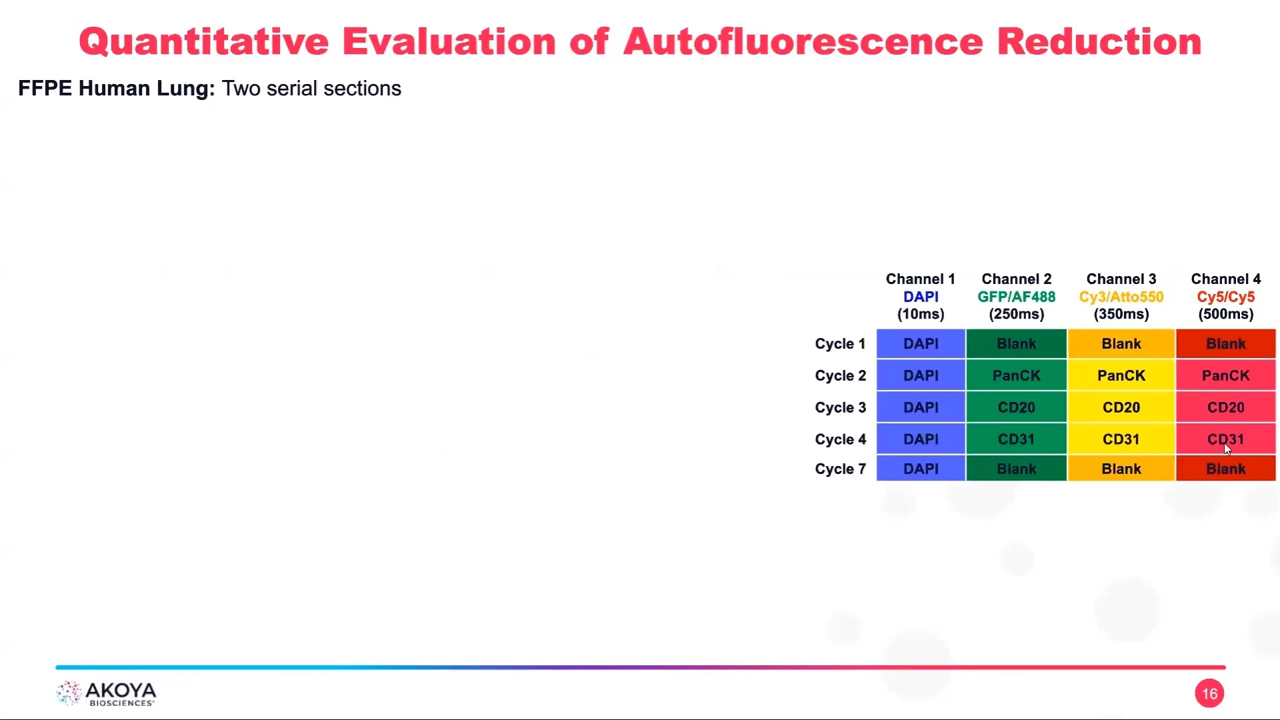 Quantitative Evaluation of Autofluorescence Reduction
FFPE Human Lung: Two serial sections
Channel 1 Channel 2 Channel 3 Channel 4
DAPI GFP/AF488 Cy3/Atto550 Cy5/Cy5
(10ms) (250ms) (350ms) (500ms)
Cycle 1 DAPI Blank Blank Blank
Cycle 2 DAPI PanCK PanCK PanCK
Cycle 3 DAPI CD20 CD20 CD20
Cycle 4 DAPI CD31 CD31 CD31
Cycle 7 DAPI Blank Blank Blank
AKOYA
BIOSCIENCES
16